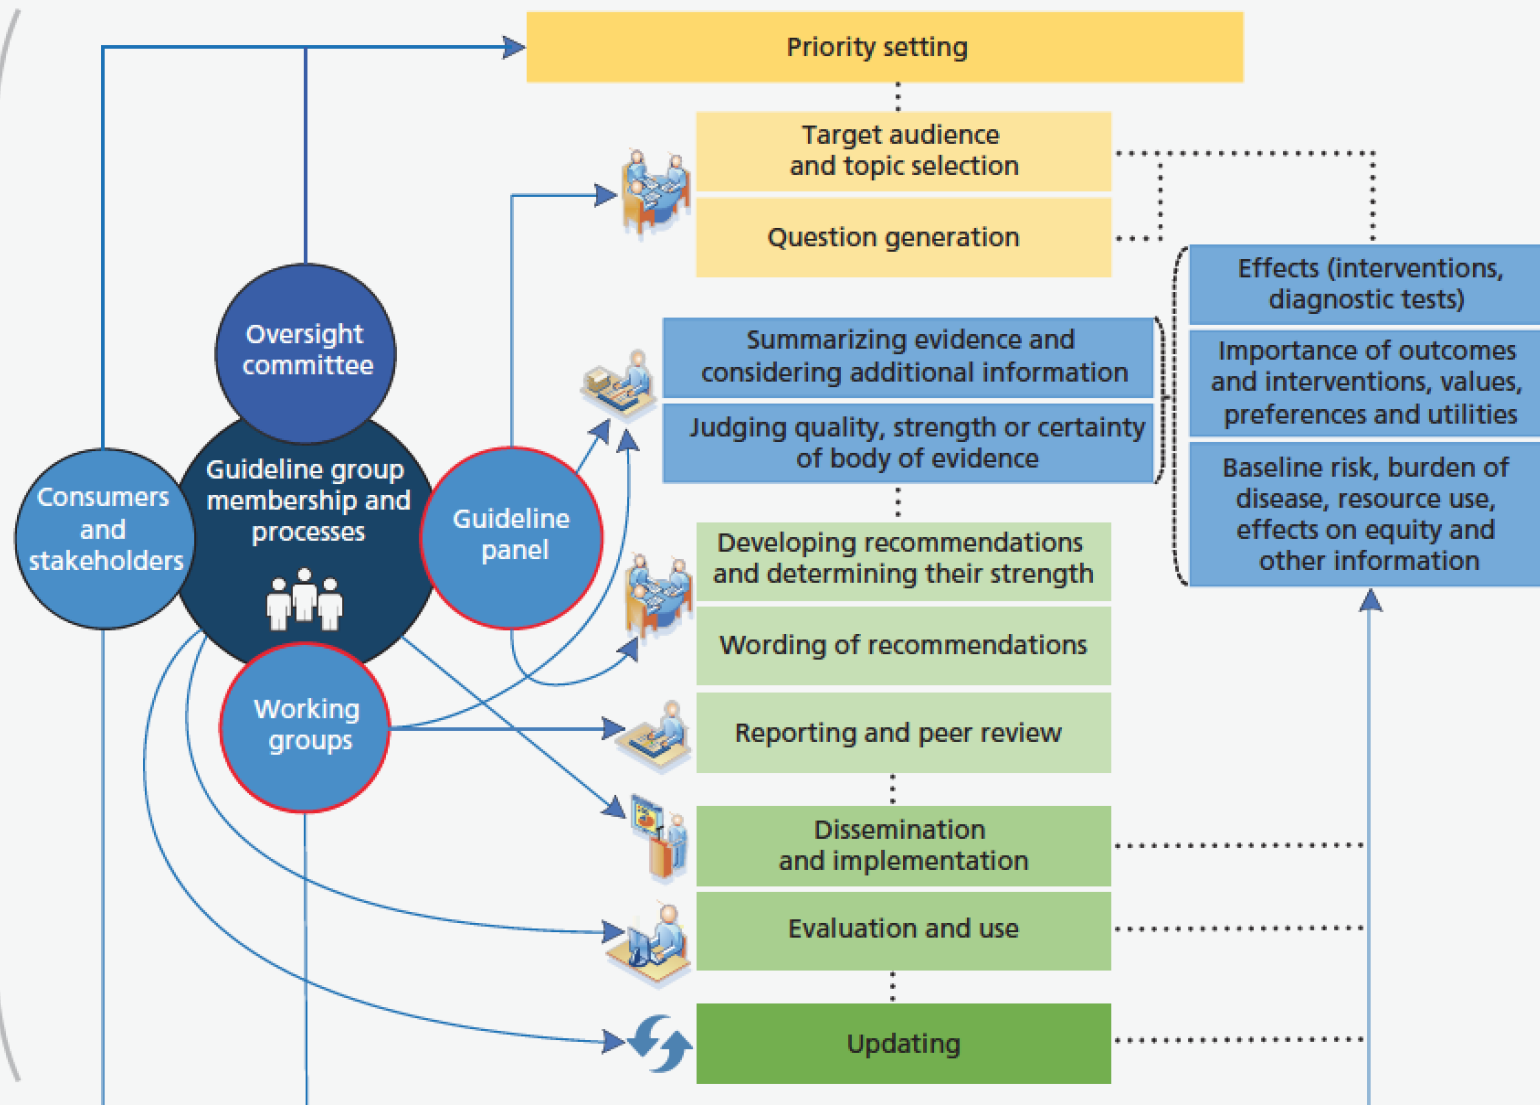 Priority setting
Target audience
and topic selection
Question generation
Effects (interventions,
diagnostic tests)
Oversight
committee
Summarizing evidence and
considering additional information
Importance of outcomes
and interventions, values,
preferences and utilities
Judging quality, strength or certainty
of body of evidence
Guideline group
membership and
processes
Consumers
and
stakeholders
Guideline
panel
Baseline risk, burden of
disease, resource use,
effects on equity and
other information
Developing recommendations
and determining their strength
Wording of recommendations
Working
groups
Reporting and peer review
Dissemination
and implementation
Evaluation and use
Updating